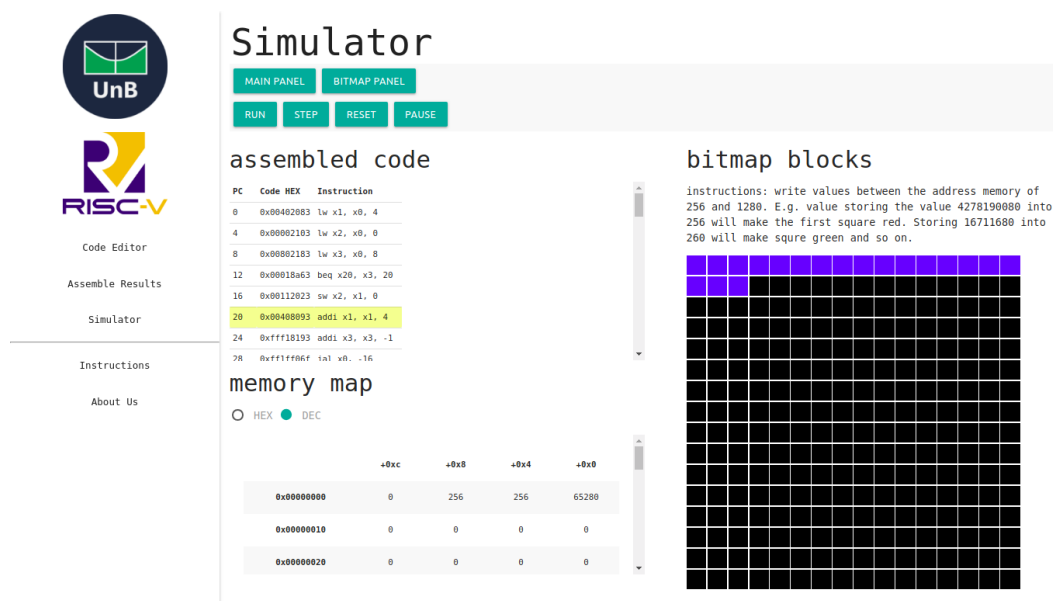 UnB
RISC-V
Code Editor
Assemble Results
Simulator
Instructions
About Us
Simulator
MAIN PANEL BITMAP PANEL
RUN STEP RESET PAUSE
assembled code
PC Code HEX Instruction
0 0x00402083 lw x1, x0, 4
4 0x00002103 lw x2, x0, 0
8 0x00802183 lw x3, x0, 8
12 0x00018a63 beq x20, x3, 20
16 0x00112023 sw x2, x1, 0
20 0x00408093 addi x1, x1, 4
24 0xfff18193 addi x3, x3, -1
28 0xff1ff06f jal x0, -16
memory map
HEX DEC
+0xc +0x8 +0x4 +0x0
0x00000000 0 256 256 65280
0x00000010 0 0 0 0
0x00000020 0 0 0 0
bitmap blocks
instructions: write values between the address memory of
256 and 1280. E.g. value storing the value 4278190080 into
256 will make the first square red. Storing 16711680 into
260 will make squre green and so on.